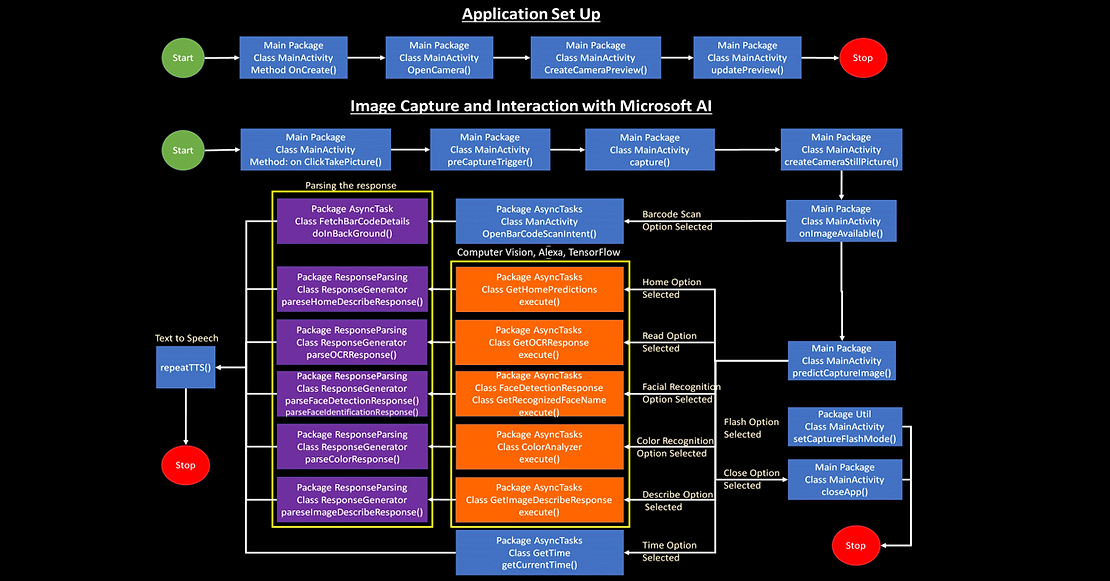 Application Set Up
Start
Main Package
Class MainActivity
Method OnCreate()
Main Package
Class MainActivity
OpenCamera()
Main Package
Class MainActivity
CreateCameraPreview()
Main Package
Class MainActivity
updatePreview()
Stop
Image Capture and Interaction with Microsoft AI
Start
Main Package
Class MainActivity
Method: on ClickTakePicture()
Main Package
Class MainActivity
preCaptureTrigger()
Main Package
Class MainActivity
capture()
Main Package
Class MainActivity
createCameraStillPicture()
Parsing the response
Package AsyncTask
Class FetchBarCodeDetails
doInBackGround()
Package AsyncTasks
Class ManActivity
OpenBarCodeScanIntent()
Barcode Scan
Option Selected
Main Package
Class MainActivity
onImageAvailable()
Computer Vision, Alexa, TensorFlow
Package ResponseParsing
Class ResponseGenerator
pareseHomeDescribeResponse()
Package AsyncTasks
Class GetHomePredictions
execute()
Home Option
Selected
Package ResponseParsing
Class ResponseGenerator
parseOCRResponse()
Package AsyncTasks
Class GetOCRResponse
execute()
Read Option
Selected
Text to Speech
repeatTTS()
Main Package
Class MainActivity
predictCaptureImage()
Package ResponseParsing
Class ResponseGenerator
parseFaceDetectionResponse()
parseFaceIdentificationResponse()
Package AsyncTasks
Class FaceDetectionResponse
Class GetRecognizedFaceName
execute()
Facial Recognition
Option Selected
Flash Option
Selected
Package Util
Class MainActivity
setCaptureFlashMode()
Package ResponseParsing
Class ResponseGenerator
parseColorResponse()
Package AsyncTasks
Class ColorAnalyzer
execute()
Color Recognition
Option Selected
Stop
Close Option
Selected
Main Package
Class MainActivity
closeApp()
Package ResponseParsing
Class ResponseGenerator
pareseImageDescribeResponse()
Package AsyncTasks
Class GetImageDescribeResponse
execute()
Describe Option
Selected
Package AsyncTasks
Class GetTime
getCurrentTime()
Time Option
Selected
Stop